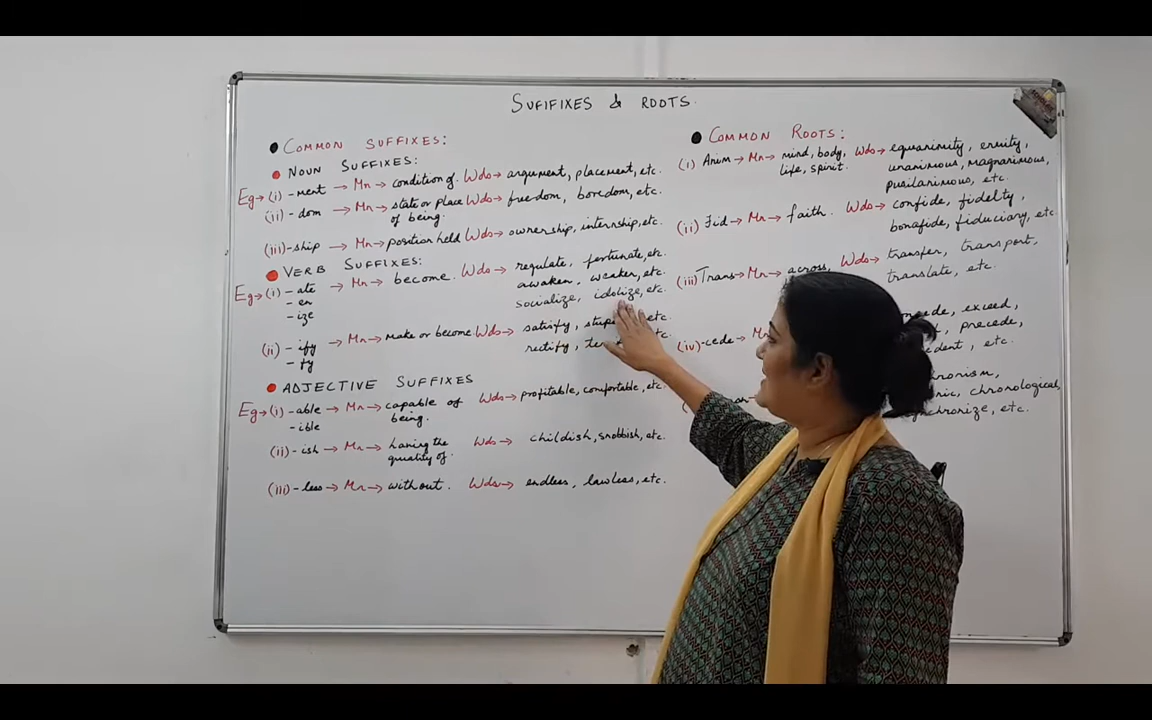 SUFIFIXES & ROOTS.
● COMMON SUFFIXES:
● NOUN SUFFIXES:
Eg→(i) -ment → Mn→ condition of. Wds→ argument, placement, etc.
(ii) -dom → Mn→ state or place of being. Wds→ freedom, boredom, etc.
(iii) -ship → Mn→ position held Wds→ ownership, internship, etc.
● VERB SUFFIXES:
Eg→(i) -ate → Mn→ become. Wds→ regulate, fortunate, etc.
-en awaken, weaken, etc.
-ize socialize, idolize, etc.
(ii) -ify → Mn→ make or become. Wds→ satisfy, etc
-fy rectify, etc.
● ADJECTIVE SUFFIXES
Eg→(i) -able → Mn→ capable of being. Wds→ profitable, comfortable, etc.
-ible
(ii) -ish → Mn→ having the quality of. Wds→ childish, snobbish, etc.
(iii) -less → Mn→ without. Wds→ endless, lawless, etc.
● COMMON ROOTS:
(i) Anim → Mn→ mind, body, life, spirit. Wds→ equanimity, enmity,
unanimous, magnanimous,
pusilanimous, etc.
(ii) Fid → Mn→ faith. Wds→ confide, fidelty,
bonafide, fiduciary, etc
(iii) Trans→ Mn→ across. Wds→ transfer, transport,
translate, etc.
(iv) -cede → exceed,
precede,
etc.
chronological,
etc.